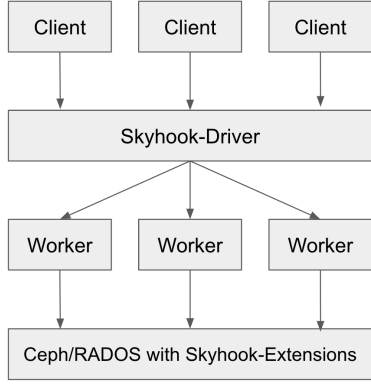 Client Client Client
Skyhook-Driver
Worker Worker Worker
Ceph/RADOS with Skyhook-Extensions